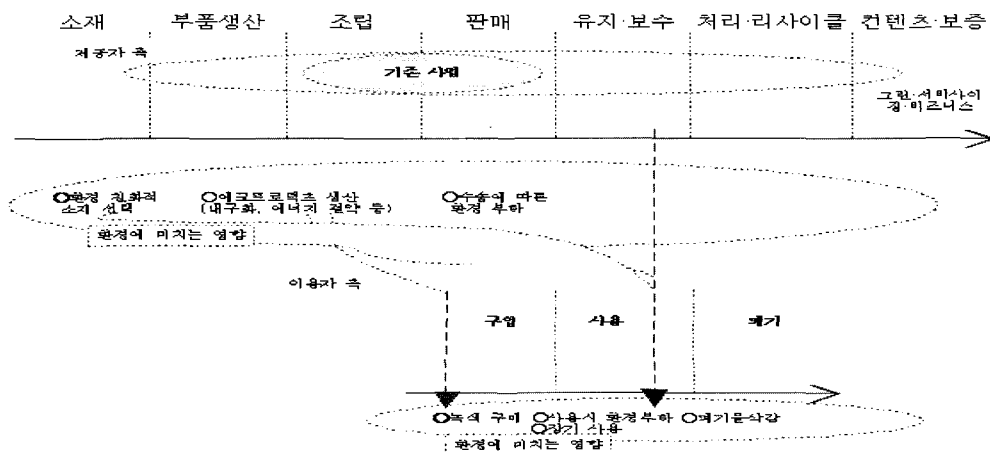 소재 부품생산 조립 판매 유지·보수 처리·리사이클 컨텐츠·보증
제공자 측
기존 사업
그린·서비사이
징·비즈니스
○환경 친화적 ○에코프로덕츠 생산 ○수송에 따른
소재 선택 (내구화, 에너지 절약 등) 환경 부하
환경에 미치는 영향
이용자 측
구입 사용 폐기
○녹색 구매 ○사용시 환경부하 ○폐기물삭감
○장기 사용
환경에 미치는 영향